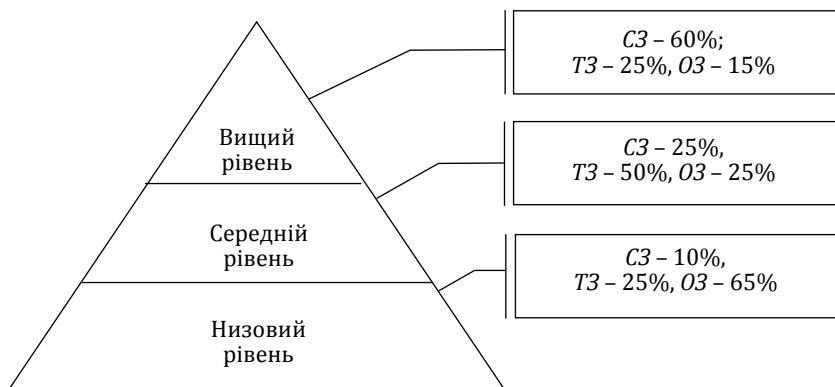 СЗ – 60%;
ТЗ – 25%, ОЗ – 15%
Вищий
рівень
СЗ – 25%,
ТЗ – 50%, ОЗ – 25%
Середній
рівень
СЗ – 10%,
ТЗ – 25%, ОЗ – 65%
Низовий
рівень